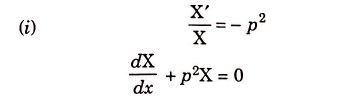 (i) X′/X = − p²
dX/dx + p²X = 0